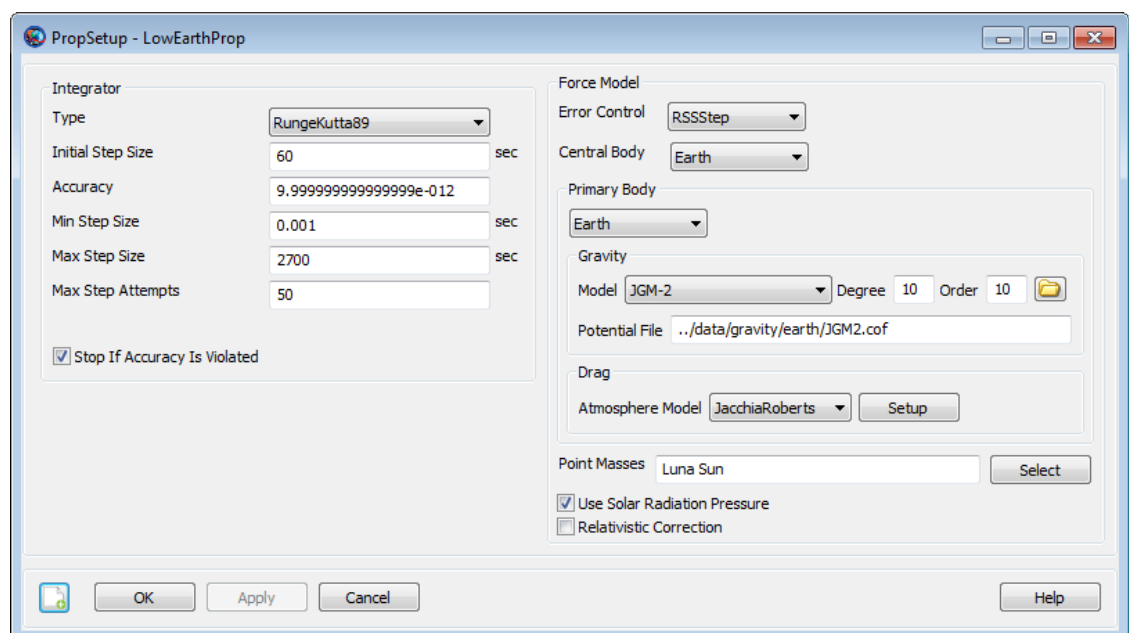 PropSetup - LowEarthProp
Integrator
Type RungeKutta89
Initial Step Size 60 sec
Accuracy 9.999999999999999e-012
Min Step Size 0.001 sec
Max Step Size 2700 sec
Max Step Attempts 50
Stop If Accuracy Is Violated
Force Model
Error Control RSSStep
Central Body Earth
Primary Body
Earth
Gravity
Model JGM-2 Degree 10 Order 10
Potential File ../data/gravity/earth/JGM2.cof
Drag
Atmosphere Model JacchiaRoberts Setup
Point Masses Luna Sun Select
Use Solar Radiation Pressure
Relativistic Correction
OK Apply Cancel Help